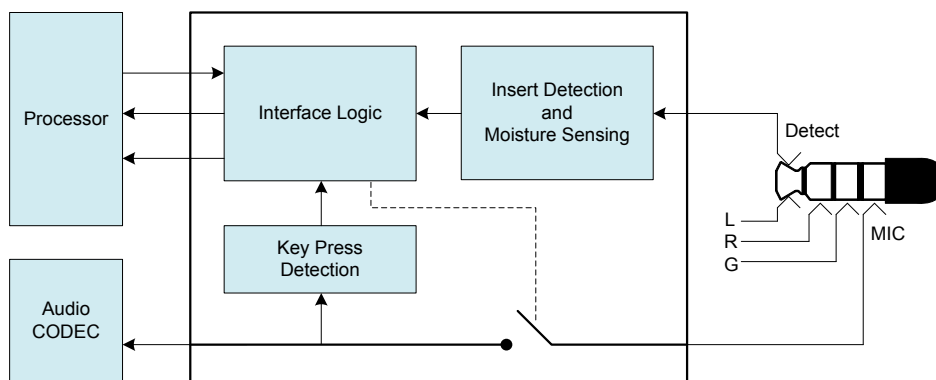 Processor
Interface Logic
Insert Detection
and
Moisture Sensing
Detect
L
R
G
MIC
Key Press
Detection
Audio
CODEC